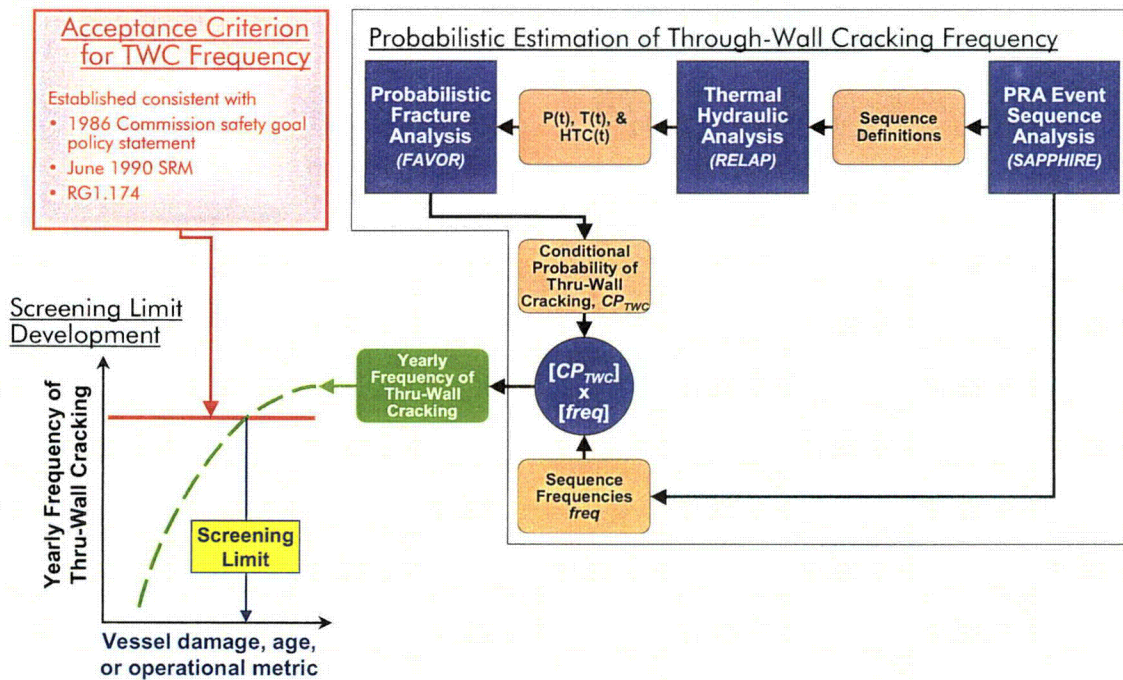 Acceptance Criterion
for TWC Frequency
Established consistent with
• 1986 Commission safety goal
policy statement
• June 1990 SRM
• RG1.174
Probabilistic Estimation of Through-Wall Cracking Frequency
Probabilistic
Fracture
Analysis
(FAVOR)
P(t), T(t), &
HTC(t)
Thermal
Hydraulic
Analysis
(RELAP)
Sequence
Definitions
PRA Event
Sequence
Analysis
(SAPPHIRE)
Conditional
Probability of
Thru-Wall
Cracking, CPTWC
[CPTWC]
x
[freq]
Sequence
Frequencies
freq
Yearly
Frequency of
Thru-Wall
Cracking
Screening Limit
Development
Yearly Frequency of
Thru-Wall Cracking
Screening
Limit
Vessel damage, age,
or operational metric